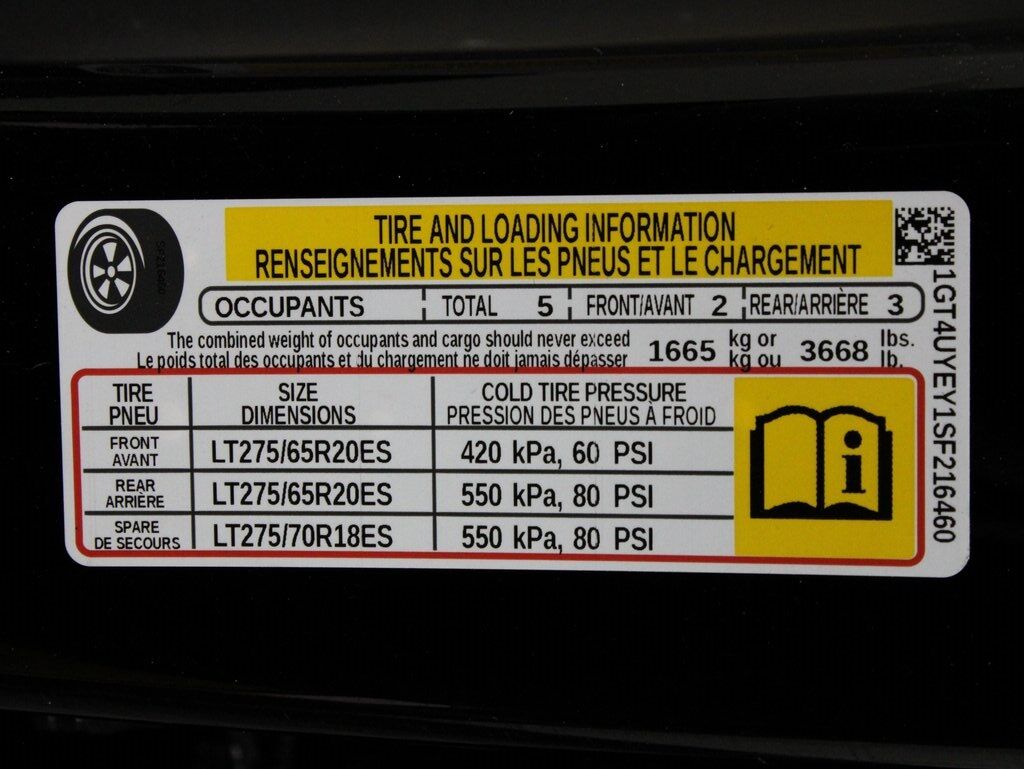 TIRE AND LOADING INFORMATION
RENSEIGNEMENTS SUR LES PNEUS ET LE CHARGEMENT
OCCUPANTS TOTAL 5 FRONT/AVANT 2 REAR/ARRIÈRE 3
The combined weight of occupants and cargo should never exceed 1665 kg or 3668 lbs.
Le poids total des occupants et du chargement ne doit jamais dépasser kg ou lb.
TIRE SIZE COLD TIRE PRESSURE
PNEU DIMENSIONS PRESSION DES PNEUS À FROID
FRONT
AVANT LT275/65R20ES 420 kPa, 60 PSI
REAR
ARRIÈRE LT275/65R20ES 550 kPa, 80 PSI
SPARE
DE SECOURS LT275/70R18ES 550 kPa, 80 PSI
1GT4UYEY1SF216460